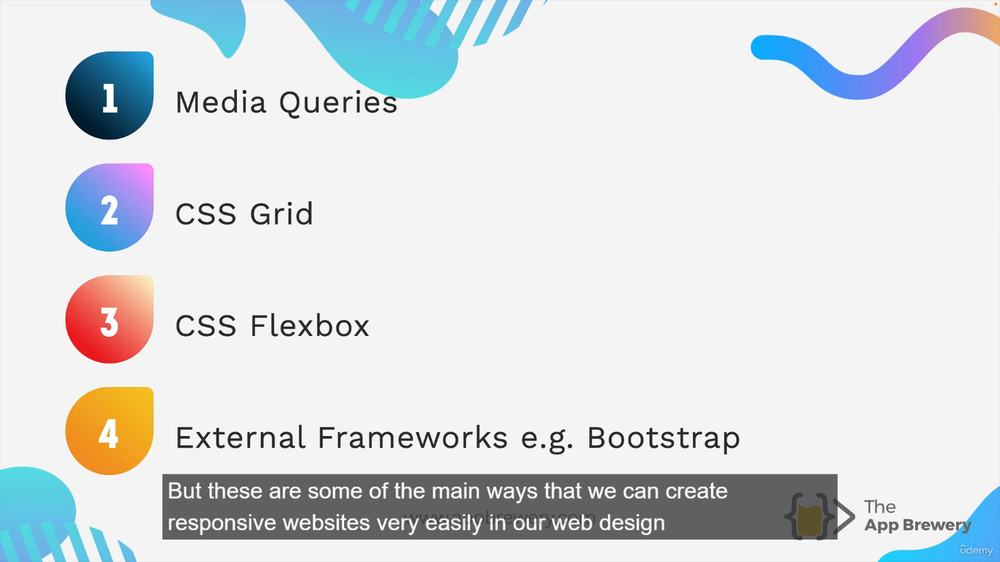 1
Media Queries
2
CSS Grid
3
CSS Flexbox
4
External Frameworks e.g. Bootstrap
But these are some of the main ways that we can create
responsive websites very easily in our web design
www.appbrewery.com
The
App Brewery
ûdemy